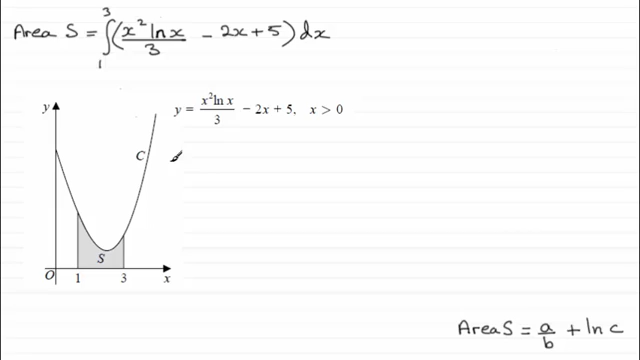 Area S = ∫₁³ (x² ln x / 3 − 2x + 5) dx
y = x² ln x / 3 − 2x + 5, x > 0
y
C
S
O 1 3 x
Area S = a/b + ln c